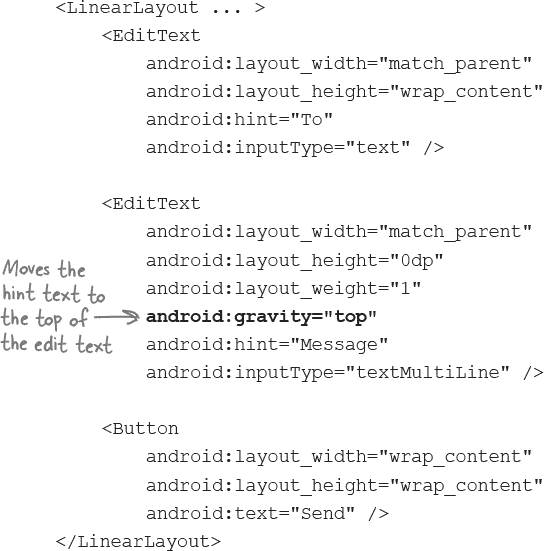 <LinearLayout ... >
<EditText
android:layout_width="match_parent"
android:layout_height="wrap_content"
android:hint="To"
android:inputType="text" />
<EditText
android:layout_width="match_parent"
android:layout_height="0dp"
android:layout_weight="1"
android:gravity="top"
android:hint="Message"
android:inputType="textMultiLine" />
Moves the
hint text to
the top of
the edit text
<Button
android:layout_width="wrap_content"
android:layout_height="wrap_content"
android:text="Send" />
</LinearLayout>